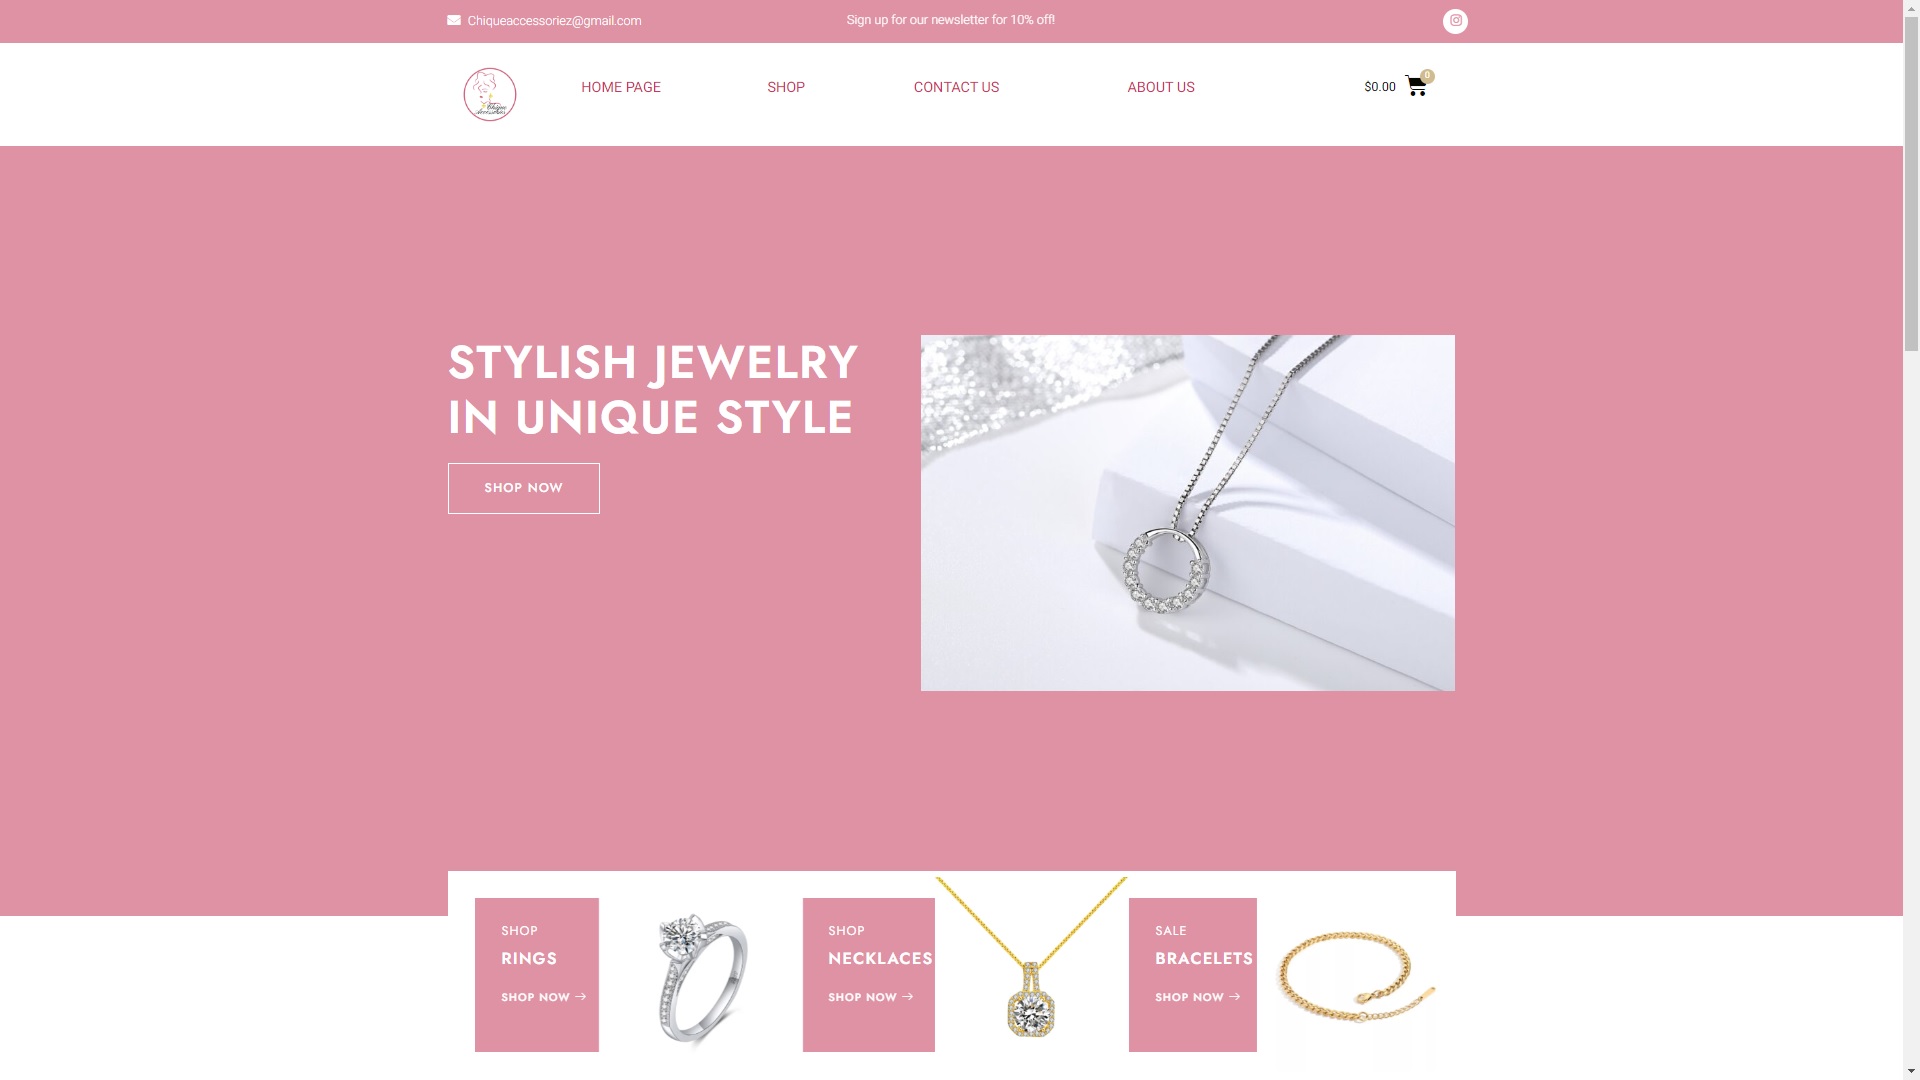 Chiqueaccessoriez@gmail.com
Sign up for our newsletter for 10% off!
Chique
Accessories
HOME PAGE
SHOP
CONTACT US
ABOUT US
$0.00
0
STYLISH JEWELRY
IN UNIQUE STYLE
SHOP NOW
SHOP
RINGS
SHOP NOW →
SHOP
NECKLACES
SHOP NOW →
SALE
BRACELETS
SHOP NOW →